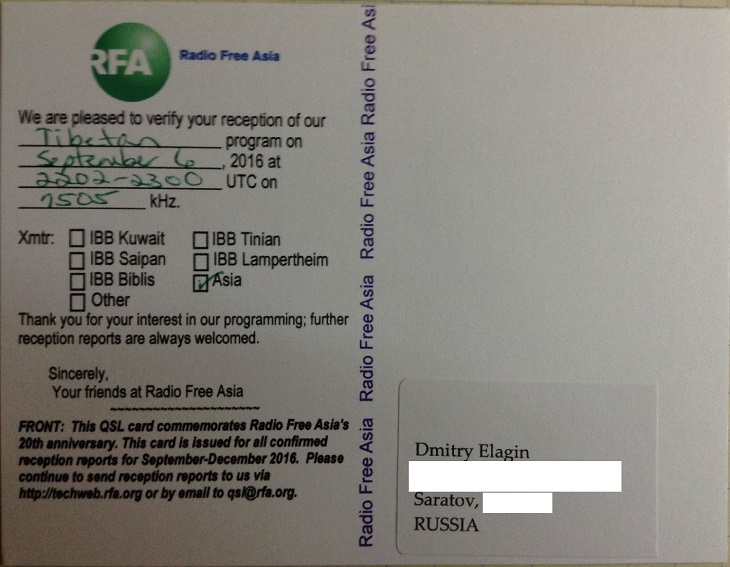 RFA Radio Free Asia
We are pleased to verify your reception of our
Tibetan program on
September 6, 2016 at
2202-2300 UTC on
7505 kHz.
Xmtr: IBB Kuwait IBB Tinian
IBB Saipan IBB Lampertheim
IBB Biblis Asia
Other
Thank you for your interest in our programming; further
reception reports are always welcomed.
Sincerely,
Your friends at Radio Free Asia
~~~~~~~~~~~~~~~~~~~~
FRONT: This QSL card commemorates Radio Free Asia's
20th anniversary. This card is issued for all confirmed
reception reports for September-December 2016. Please
continue to send reception reports to us via
http://techweb.rfa.org or by email to qsl@rfa.org.
Radio Free Asia Radio Free Asia Radio Free Asia Radio Free Asi
Dmitry Elagin
Saratov,
RUSSIA